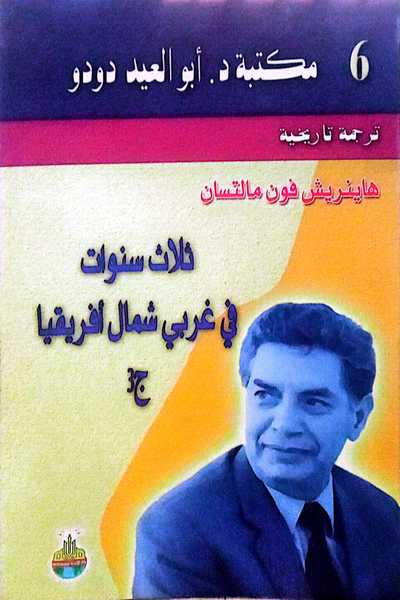 6 مكتبة د. أبو العيد دودو
ترجمة تاريخية
هاينريش فون مالتسان
ثلاث سنوات
في غربي شمال أفريقيا
ج3